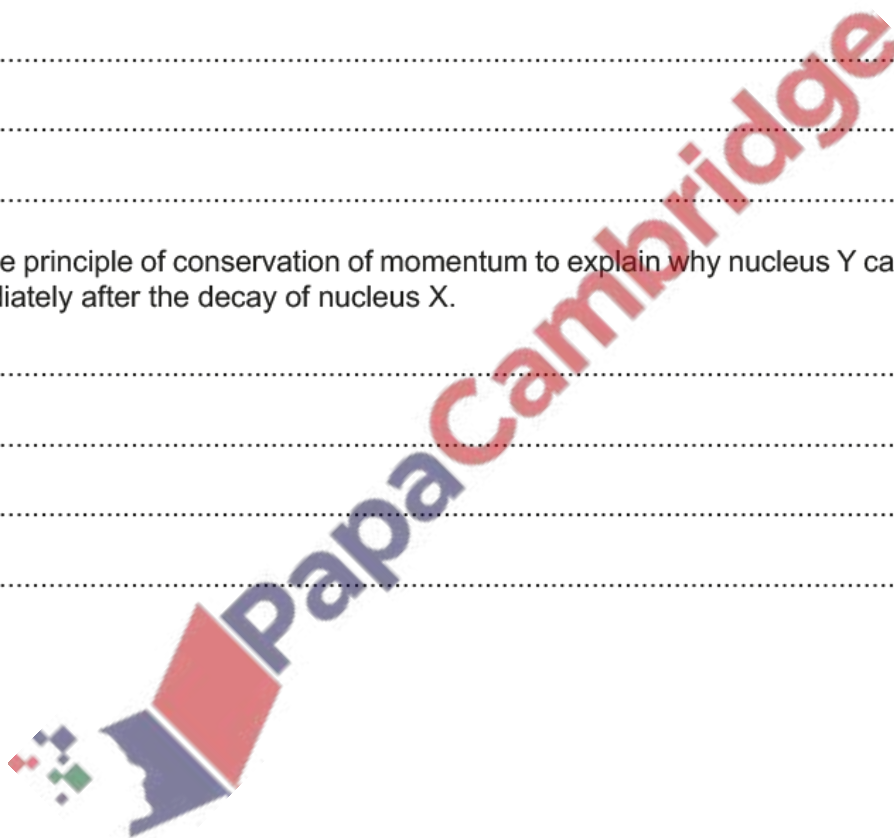 e principle of conservation of momentum to explain why nucleus Y ca
liately after the decay of nucleus X.
PapaCambridge